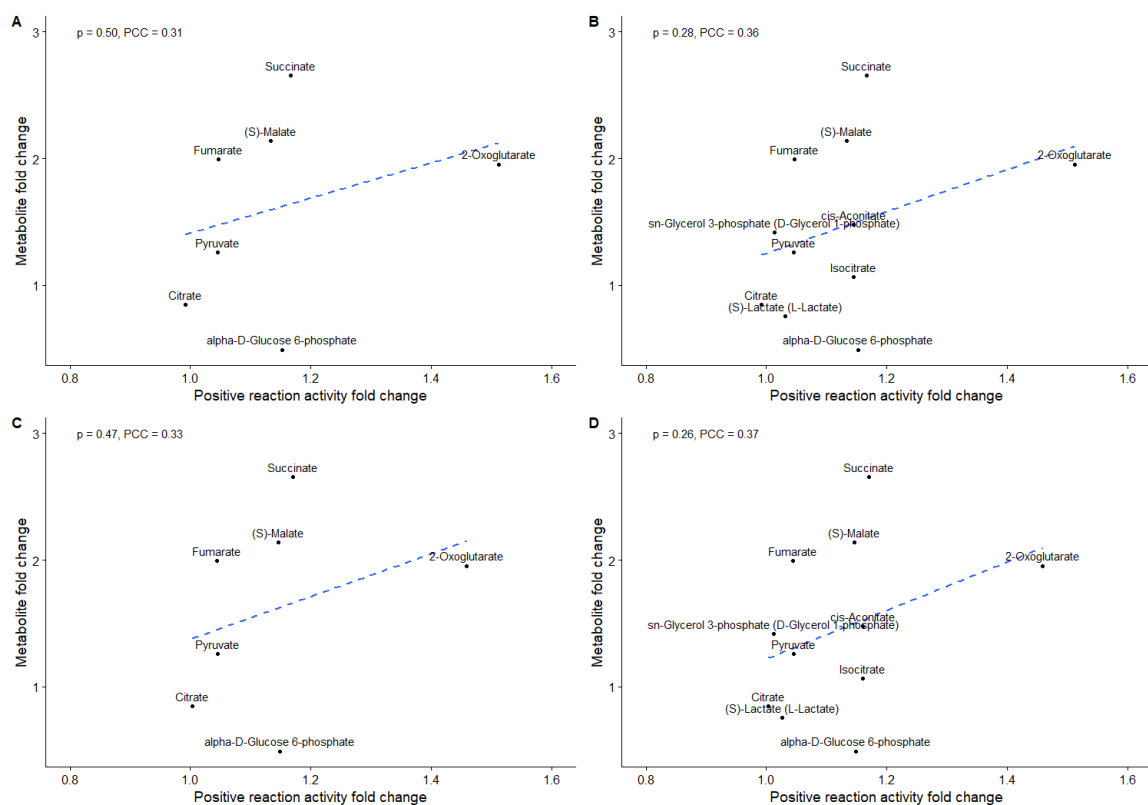 A
p = 0.50, PCC = 0.31
Metabolite fold change
3
2
1
Succinate
(S)-Malate
Fumarate
2-Oxoglutarate
Pyruvate
Citrate
alpha-D-Glucose 6-phosphate
0.8 1.0 1.2 1.4 1.6
Positive reaction activity fold change
B
p = 0.28, PCC = 0.36
Metabolite fold change
3
2
1
Succinate
(S)-Malate
Fumarate
2-Oxoglutarate
cis-Aconitate
sn-Glycerol 3-phosphate (D-Glycerol 1-phosphate)
Pyruvate
Isocitrate
Citrate
(S)-Lactate (L-Lactate)
alpha-D-Glucose 6-phosphate
0.8 1.0 1.2 1.4 1.6
Positive reaction activity fold change
C
p = 0.47, PCC = 0.33
Metabolite fold change
3
2
1
Succinate
(S)-Malate
Fumarate
2-Oxoglutarate
Pyruvate
Citrate
alpha-D-Glucose 6-phosphate
0.8 1.0 1.2 1.4 1.6
Positive reaction activity fold change
D
p = 0.26, PCC = 0.37
Metabolite fold change
3
2
1
Succinate
(S)-Malate
Fumarate
2-Oxoglutarate
cis-Aconitate
sn-Glycerol 3-phosphate (D-Glycerol 1-phosphate)
Pyruvate
Isocitrate
Citrate
(S)-Lactate (L-Lactate)
alpha-D-Glucose 6-phosphate
0.8 1.0 1.2 1.4 1.6
Positive reaction activity fold change